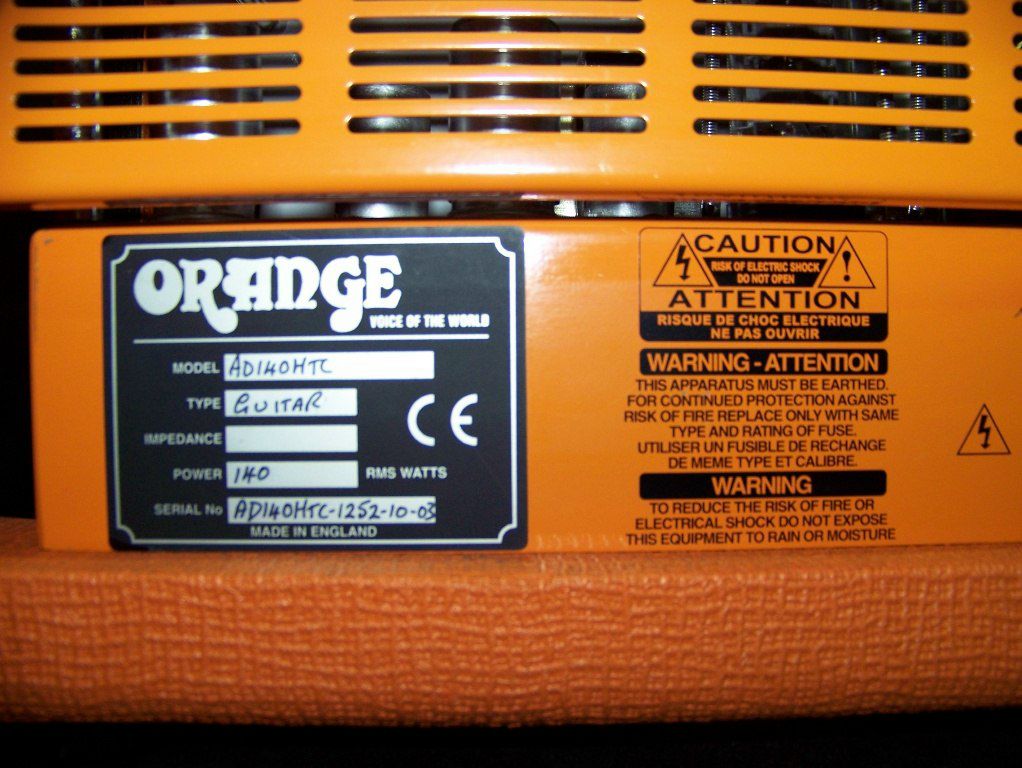 ORANGE
VOICE OF THE WORLD
MODEL AD140HTC
TYPE GUITAR
IMPEDANCE
POWER 140 RMS WATTS
SERIAL No AD140HTC-1252-10-03
MADE IN ENGLAND
CE
CAUTION
RISK OF ELECTRIC SHOCK
DO NOT OPEN
ATTENTION
RISQUE DE CHOC ELECTRIQUE
NE PAS OUVRIR
WARNING - ATTENTION
THIS APPARATUS MUST BE EARTHED.
FOR CONTINUED PROTECTION AGAINST
RISK OF FIRE REPLACE ONLY WITH SAME
TYPE AND RATING OF FUSE.
UTILISER UN FUSIBLE DE RECHANGE
DE MEME TYPE ET CALIBRE.
WARNING
TO REDUCE THE RISK OF FIRE OR
ELECTRICAL SHOCK DO NOT EXPOSE
THIS EQUIPMENT TO RAIN OR MOISTURE